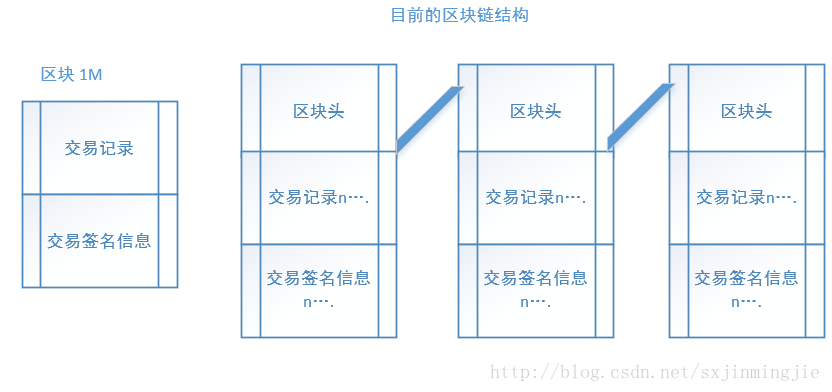 目前的区块链结构
区块 1M
交易记录
交易签名信息
区块头
交易记录n….
交易签名信息
n….
区块头
交易记录n….
交易签名信息
n….
区块头
交易记录n….
交易签名信息
n….
http://blog.csdn.net/sxjinmingjie